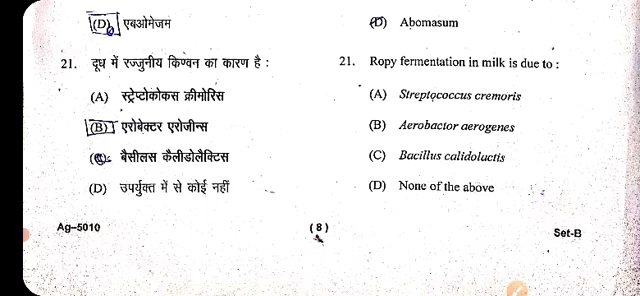 (D) एबओमेजम
(D) Abomasum
21. दूध में रज्जुनीय किण्वन का कारण है :
(A) स्ट्रेप्टोकोकस क्रीमोरिस
(B) एरोबेक्टर एरोजीन्स
(C) बैसीलस कैलीडोलैक्टिस
(D) उपर्युक्त में से कोई नहीं
21. Ropy fermentation in milk is due to :
(A) Streptococcus cremoris
(B) Aerobactor aerogenes
(C) Bacillus calidolactis
(D) None of the above
Ag–5010
(8)
Set-B